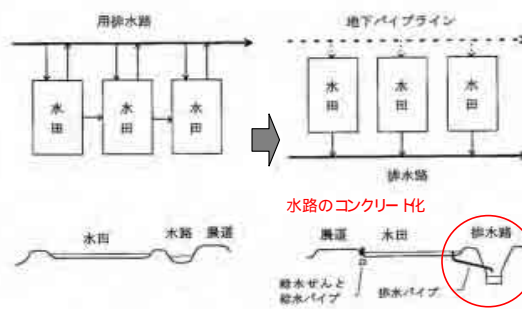 用排水路
水田
水田
水田
地下パイプライン
水田
水田
水田
排水路
水路のコンクリート化
水田
水路
農道
農道
水田
排水路
給水せんと
給水パイプ
排水パイプ